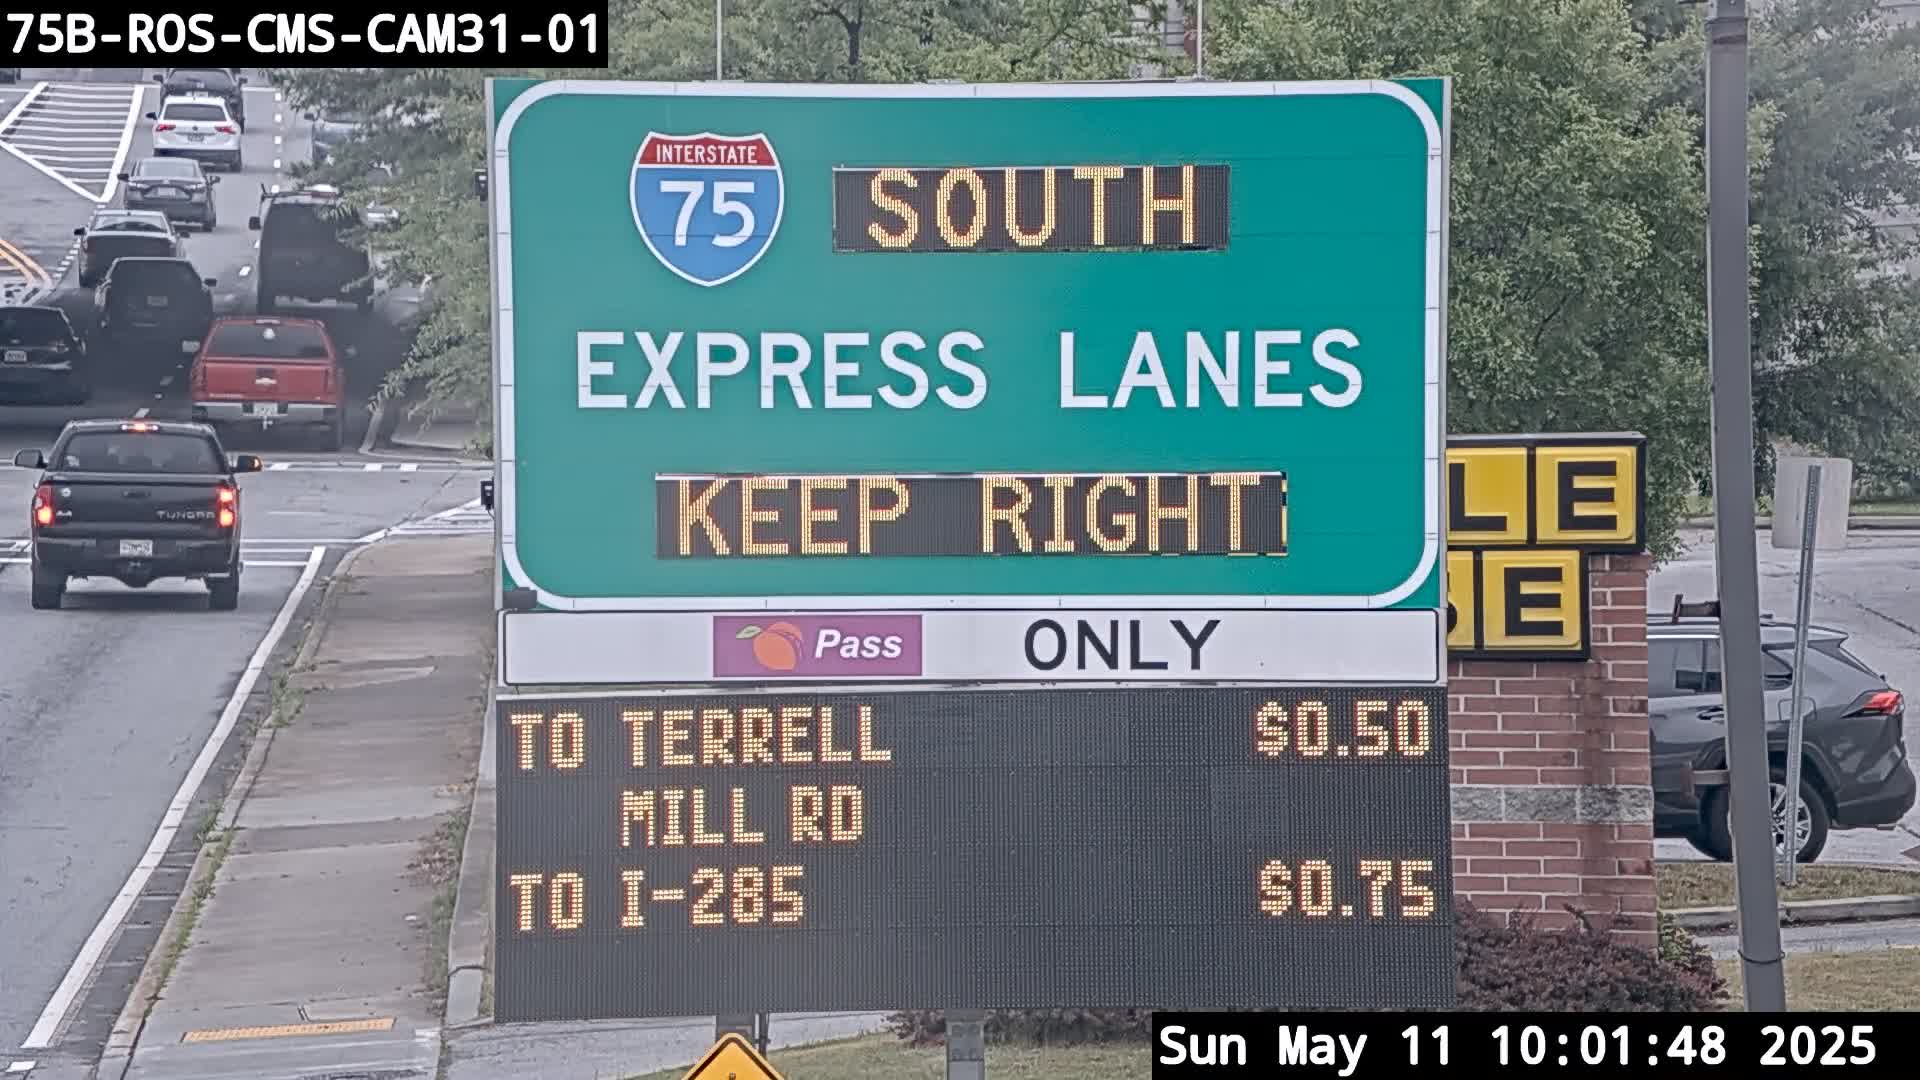 75B-ROS-CMS-CAM31-01
INTERSTATE
75
SOUTH
EXPRESS LANES
KEEP RIGHT
Pass ONLY
TO TERRELL $0.50
MILL RD
TO I-285 $0.75
LE
E
TUNDRA
Sun May 11 10:01:48 2025